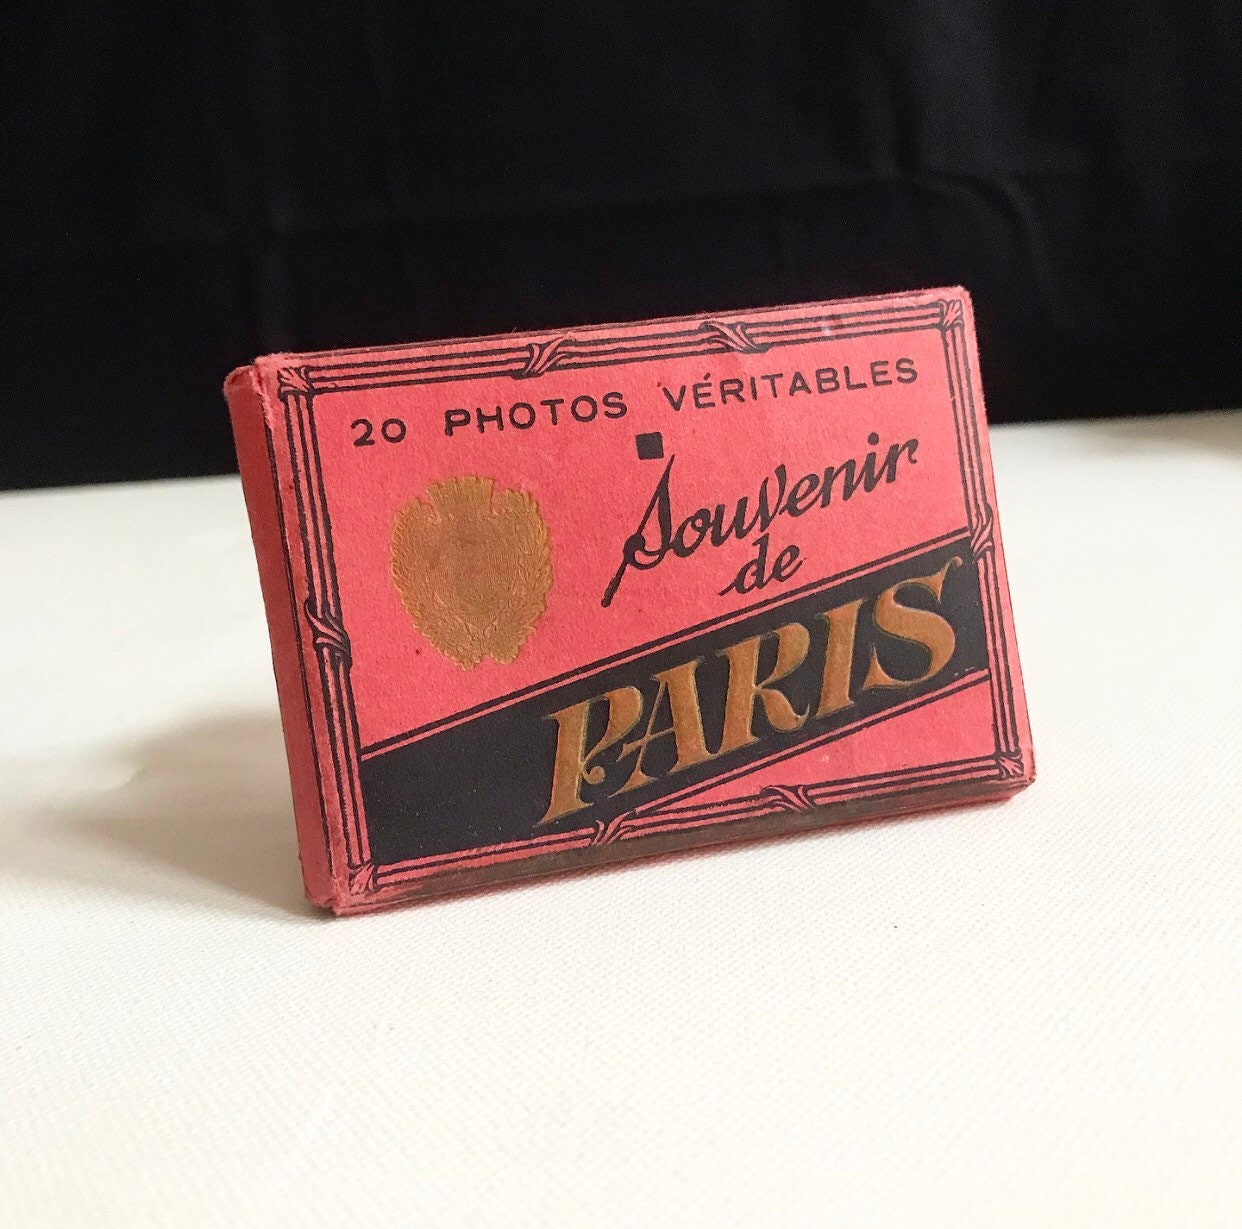 20 PHOTOS VÉRITABLES
Souvenir
de
PARIS